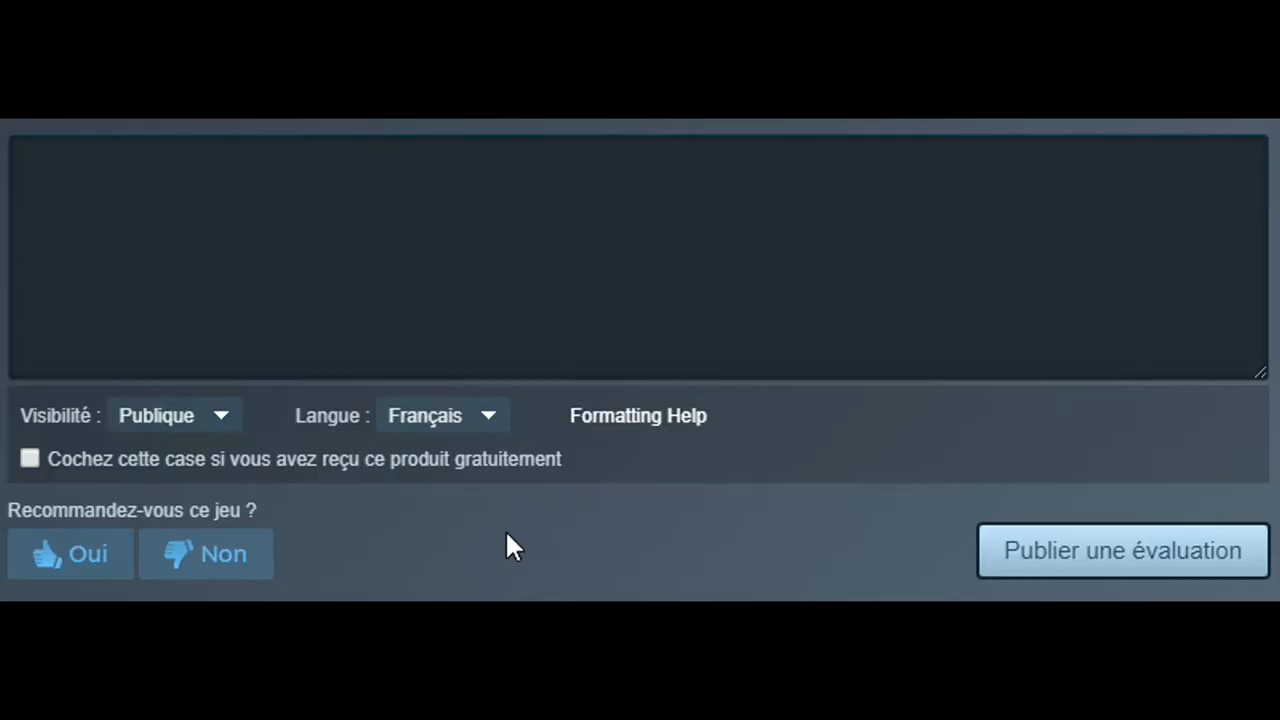 Visibilité : Publique Langue : Français Formatting Help
Cochez cette case si vous avez reçu ce produit gratuitement
Recommandez-vous ce jeu ?
Oui Non Publier une évaluation